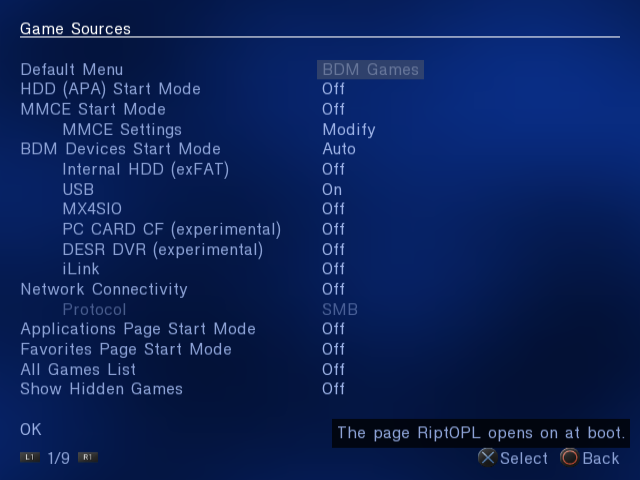 Game Sources
Default Menu BDM Games
HDD (APA) Start Mode Off
MMCE Start Mode Off
MMCE Settings Modify
BDM Devices Start Mode Auto
Internal HDD (exFAT) Off
USB On
MX4SIO Off
PC CARD CF (experimental) Off
DESR DVR (experimental) Off
iLink Off
Network Connectivity Off
Protocol SMB
Applications Page Start Mode Off
Favorites Page Start Mode Off
All Games List Off
Show Hidden Games Off
OK
The page RiptOPL opens on at boot.
L1 1/9 R1 Select Back